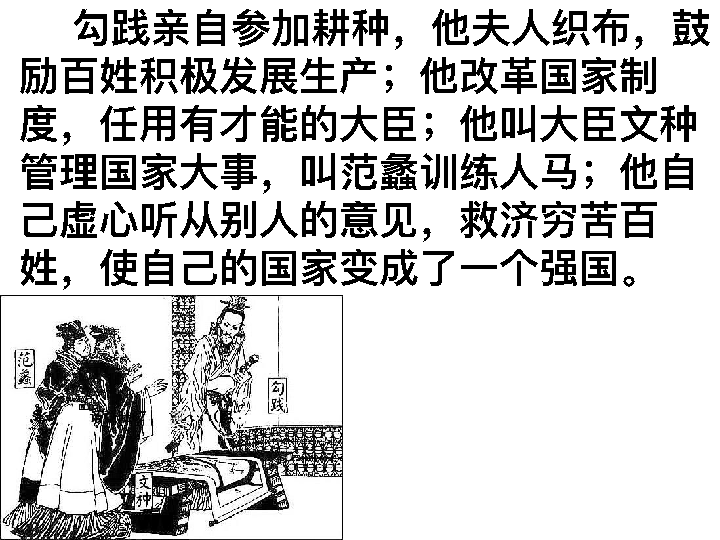 勾践亲自参加耕种，他夫人织布，鼓
励百姓积极发展生产；他改革国家制
度，任用有才能的大臣；他叫大臣文种
管理国家大事，叫范蠡训练人马；他自
己虚心听从别人的意见，救济穷苦百
姓，使自己的国家变成了一个强国。
范蠡
勾践
文种